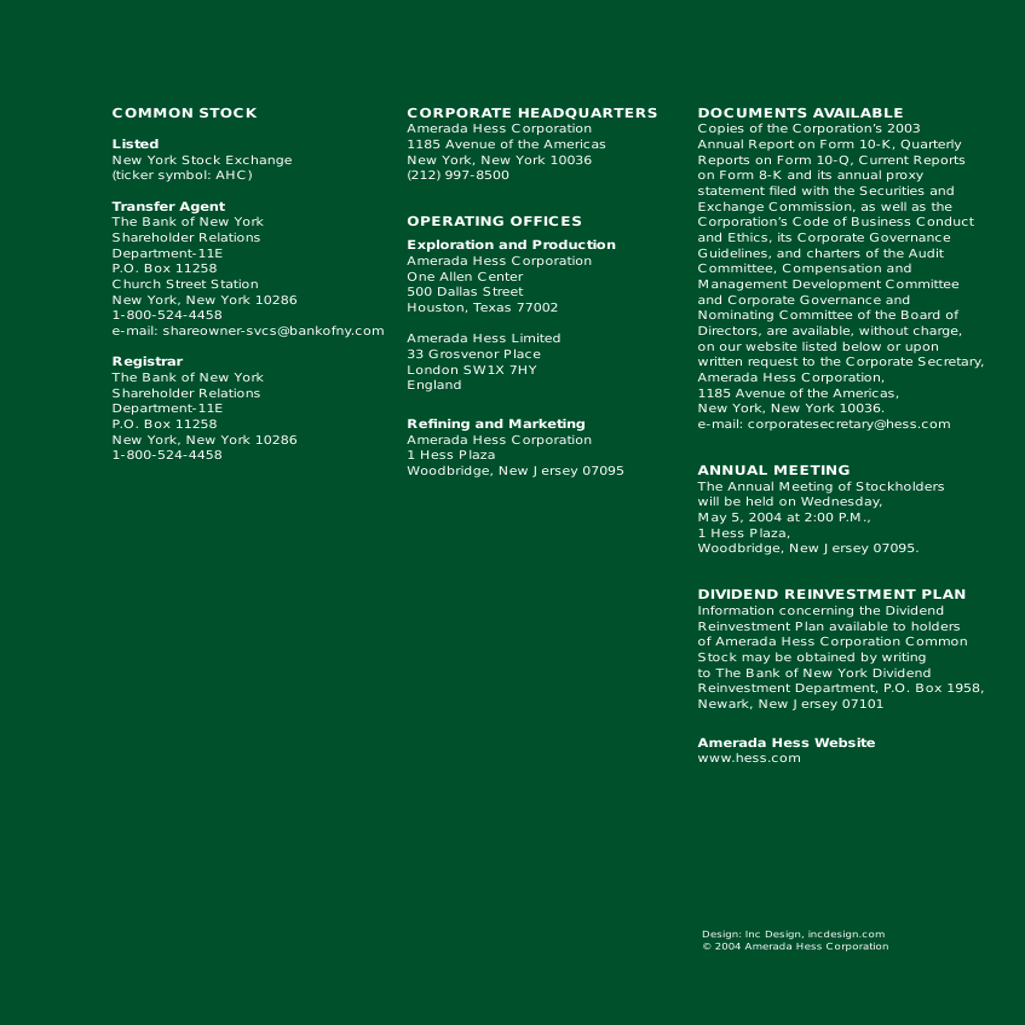 COMMON STOCK
Listed
New York Stock Exchange
(ticker symbol: AHC)
Transfer Agent
The Bank of New York
Shareholder Relations
Department-11E
P.O. Box 11258
Church Street Station
New York, New York 10286
1-800-524-4458
e-mail: shareowner-svcs@bankofny.com
Registrar
The Bank of New York
Shareholder Relations
Department-11E
P.O. Box 11258
New York, New York 10286
1-800-524-4458
CORPORATE HEADQUARTERS
Amerada Hess Corporation
1185 Avenue of the Americas
New York, New York 10036
(212) 997-8500
OPERATING OFFICES
Exploration and Production
Amerada Hess Corporation
One Allen Center
500 Dallas Street
Houston, Texas 77002
Amerada Hess Limited
33 Grosvenor Place
London SW1X 7HY
England
Refining and Marketing
Amerada Hess Corporation
1 Hess Plaza
Woodbridge, New Jersey 07095
DOCUMENTS AVAILABLE
Copies of the Corporation's 2003
Annual Report on Form 10-K, Quarterly
Reports on Form 10-Q, Current Reports
on Form 8-K and its annual proxy
statement filed with the Securities and
Exchange Commission, as well as the
Corporation's Code of Business Conduct
and Ethics, its Corporate Governance
Guidelines, and charters of the Audit
Committee, Compensation and
Management Development Committee
and Corporate Governance and
Nominating Committee of the Board of
Directors, are available, without charge,
on our website listed below or upon
written request to the Corporate Secretary,
Amerada Hess Corporation,
1185 Avenue of the Americas,
New York, New York 10036.
e-mail: corporatesecretary@hess.com
ANNUAL MEETING
The Annual Meeting of Stockholders
will be held on Wednesday,
May 5, 2004 at 2:00 P.M.,
1 Hess Plaza,
Woodbridge, New Jersey 07095.
DIVIDEND REINVESTMENT PLAN
Information concerning the Dividend
Reinvestment Plan available to holders
of Amerada Hess Corporation Common
Stock may be obtained by writing
to The Bank of New York Dividend
Reinvestment Department, P.O. Box 1958,
Newark, New Jersey 07101
Amerada Hess Website
www.hess.com
Design: Inc Design, incdesign.com
© 2004 Amerada Hess Corporation